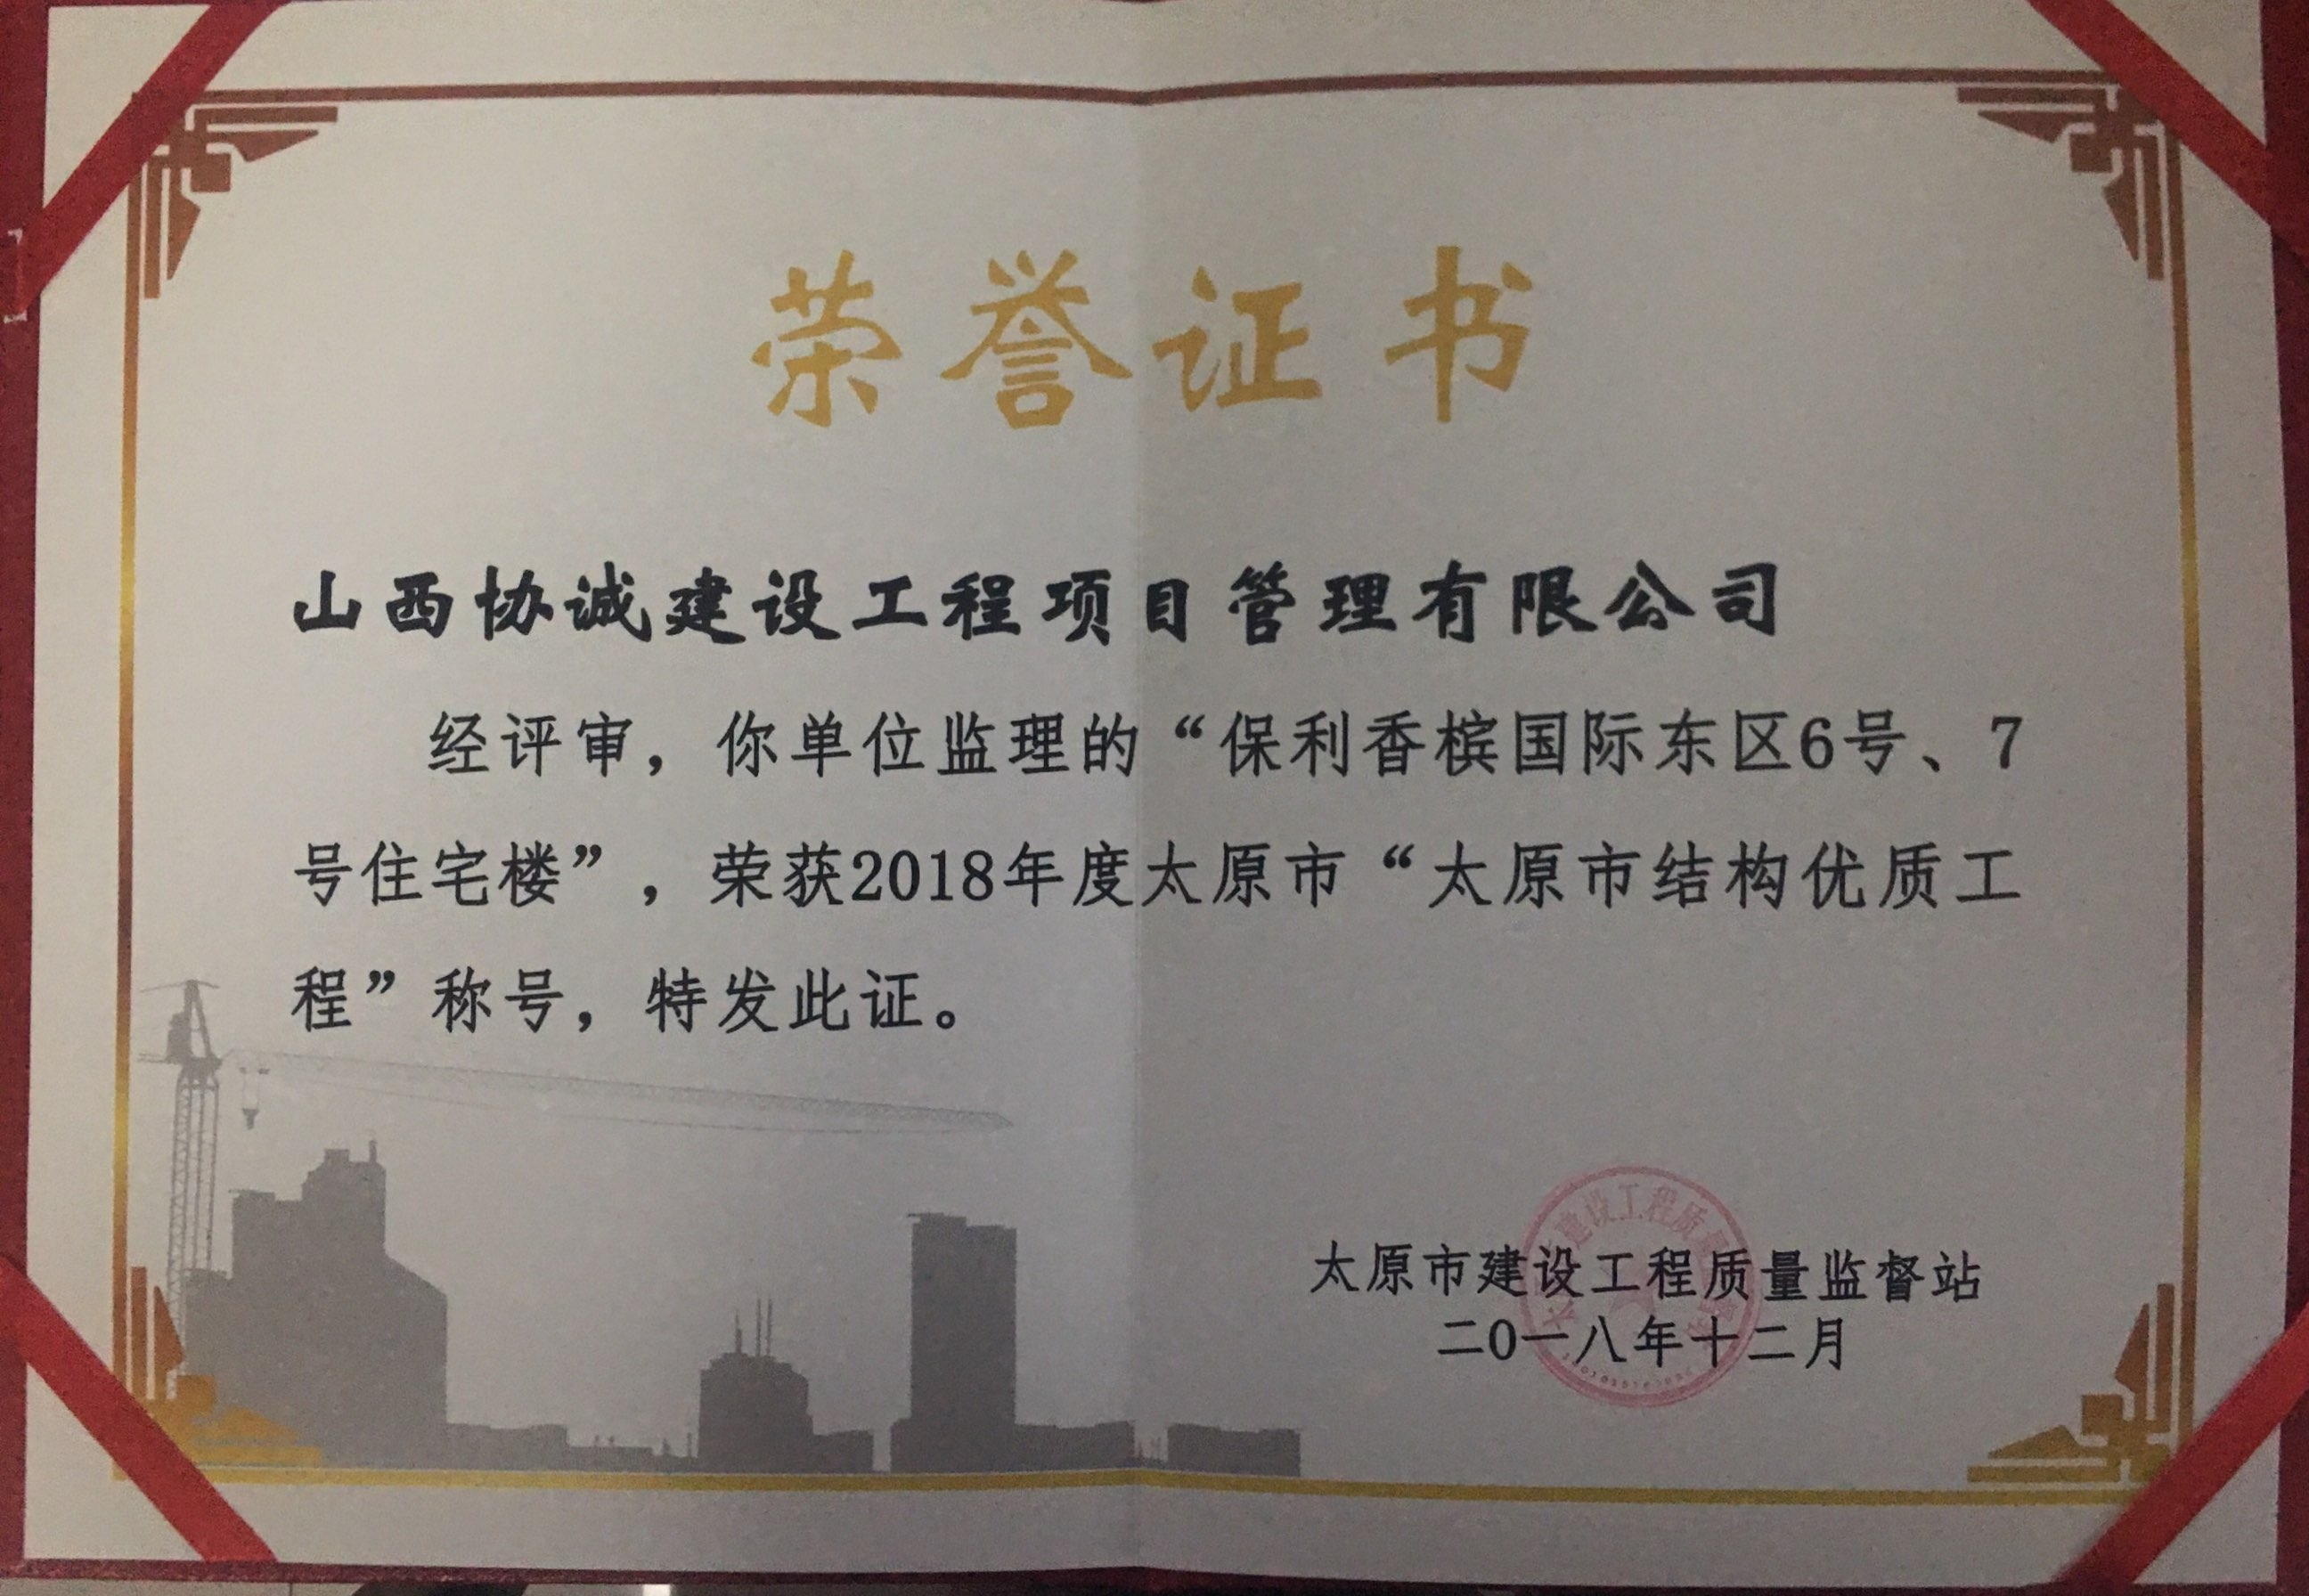 荣誉证书
山西协诚建设工程项目管理有限公司
经评审，你单位监理的“保利香槟国际东区6号、7
号住宅楼”，荣获2018年度太原市“太原市结构优质工
程”称号，特发此证。
太原市建设工程质量监督站
二0一八年十二月